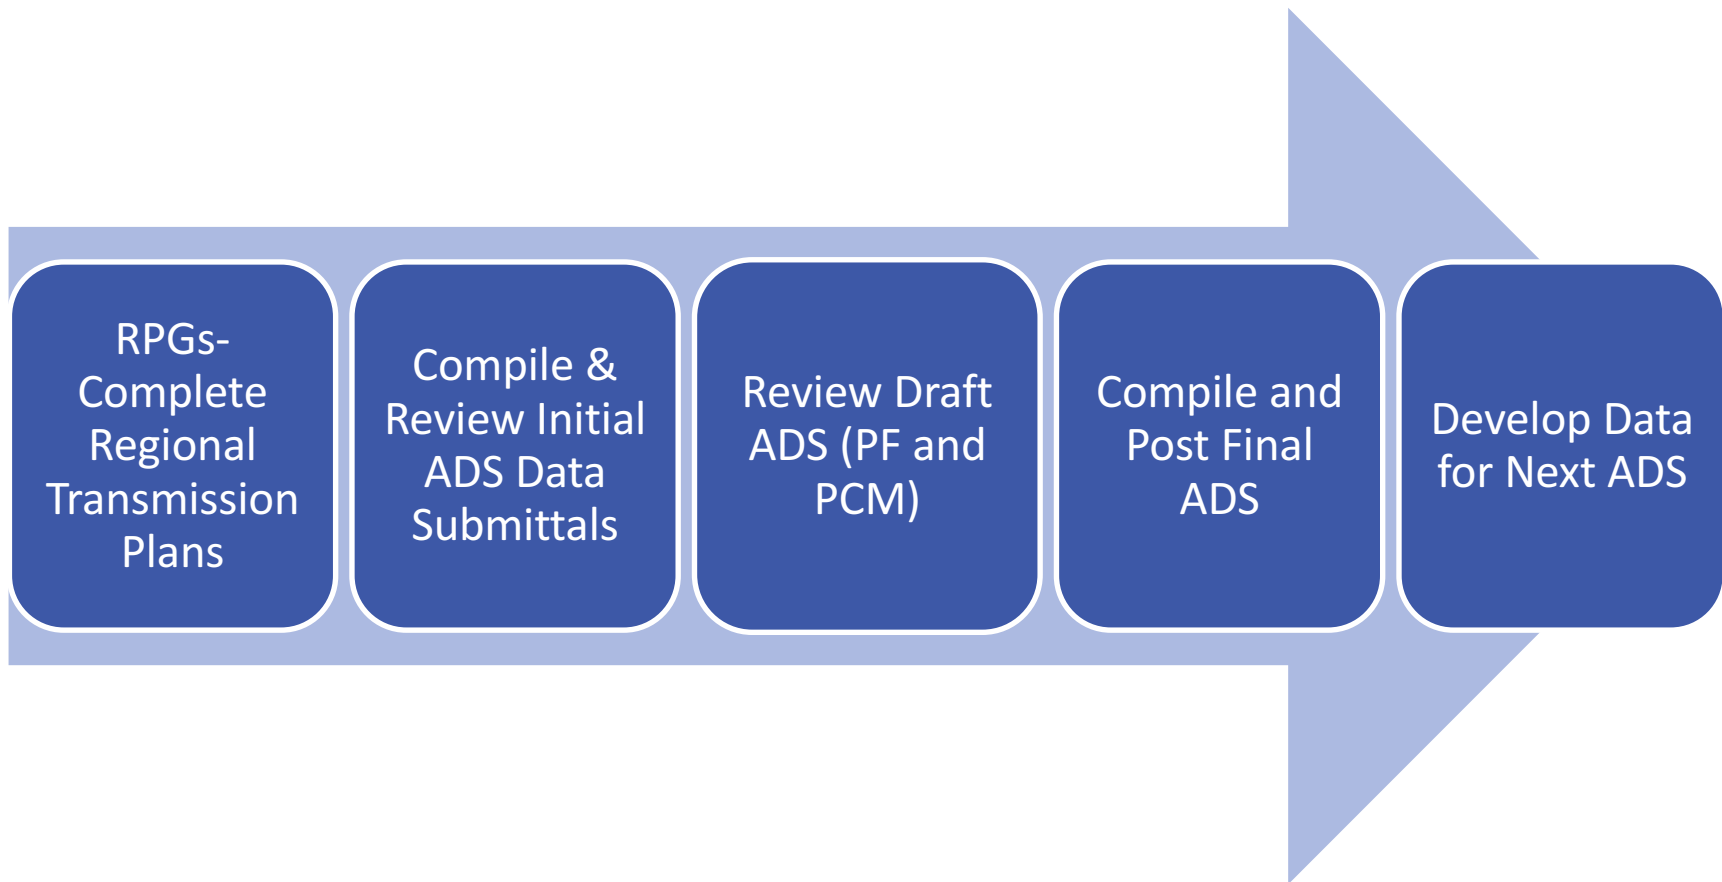 RPGs-
Complete
Regional
Transmission
Plans
Compile &
Review Initial
ADS Data
Submittals
Review Draft
ADS (PF and
PCM)
Compile and
Post Final
ADS
Develop Data
for Next ADS